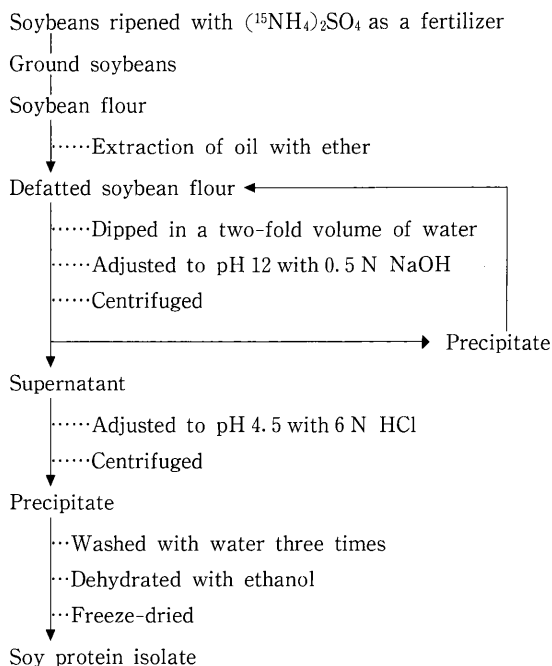 Soybeans ripened with (¹⁵NH₄)₂SO₄ as a fertilizer
Ground soybeans
Soybean flour
······Extraction of oil with ether
Defatted soybean flour
······Dipped in a two-fold volume of water
······Adjusted to pH 12 with 0.5 N NaOH
······Centrifuged
Precipitate
Supernatant
······Adjusted to pH 4.5 with 6 N HCl
······Centrifuged
Precipitate
···Washed with water three times
···Dehydrated with ethanol
···Freeze-dried
Soy protein isolate